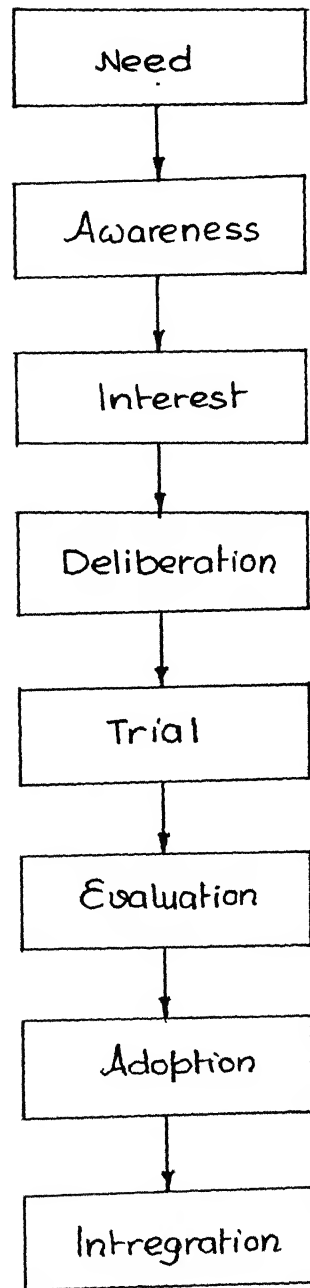 Need
Awareness
Interest
Deliberation
Trial
Evaluation
Adoption
Intregration